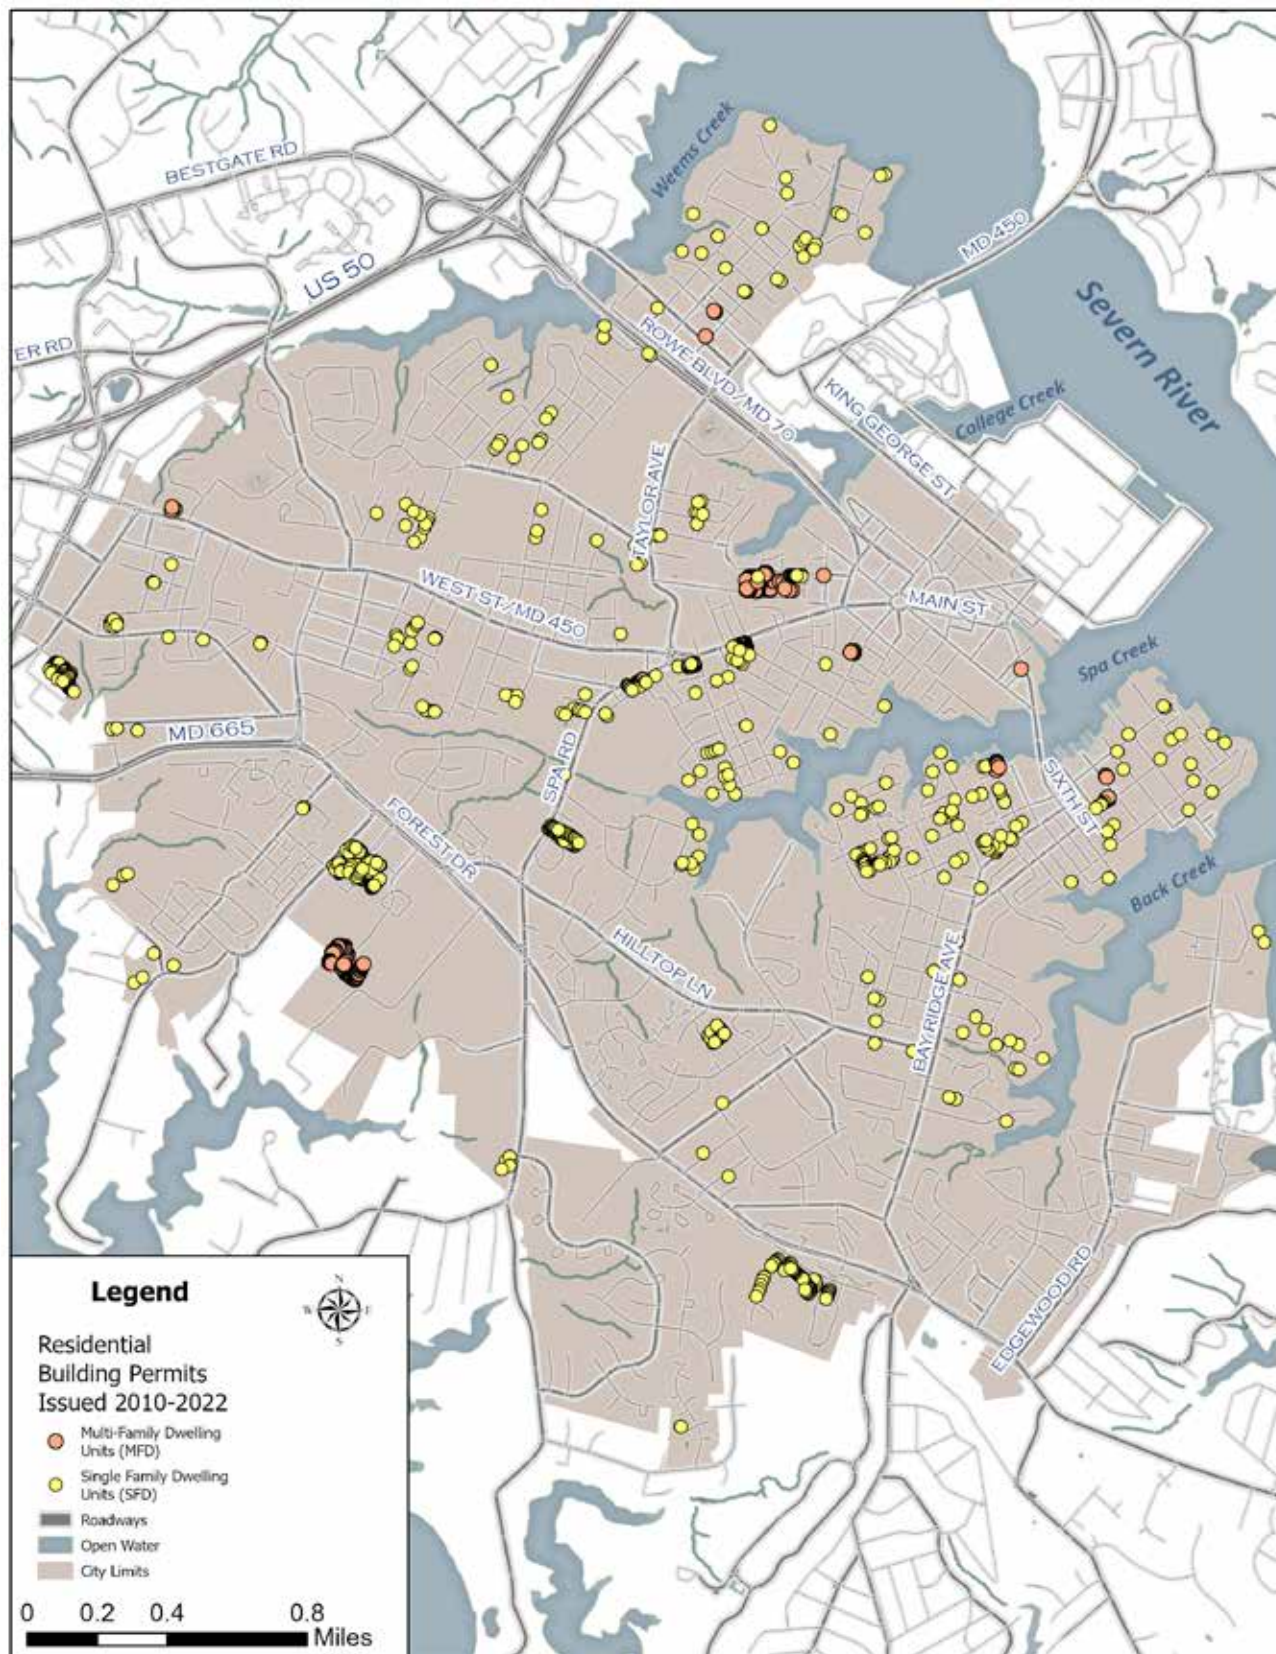 Weems Creek
BESTGATE RD
MD 450
US 50
Severn River
ER RD
ROWE BLVD/MD 70
KING GEORGE ST
College Creek
TAYLOR AVE
WEST ST/MD 450
MAIN ST
Spa Creek
MD 665
SPA RD
SIXTH ST
FOREST DR
Back Creek
HILLTOP LN
BAY RIDGE AVE
EDGEWOOD RD
Legend
N
W E
S
Residential
Building Permits
Issued 2010-2022
Multi-Family Dwelling
Units (MFD)
Single Family Dwelling
Units (SFD)
Roadways
Open Water
City Limits
0 0.2 0.4 0.8
Miles